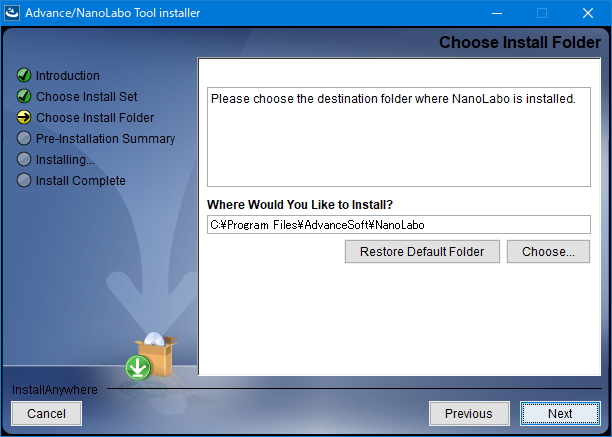 Advance/NanoLabo Tool installer
Choose Install Folder
Introduction
Choose Install Set
Choose Install Folder
Pre-Installation Summary
Installing...
Install Complete
Please choose the destination folder where NanoLabo is installed.
Where Would You Like to Install?
C:¥Program Files¥AdvanceSoft¥NanoLabo
Restore Default Folder
Choose...
InstallAnywhere
Cancel
Previous
Next